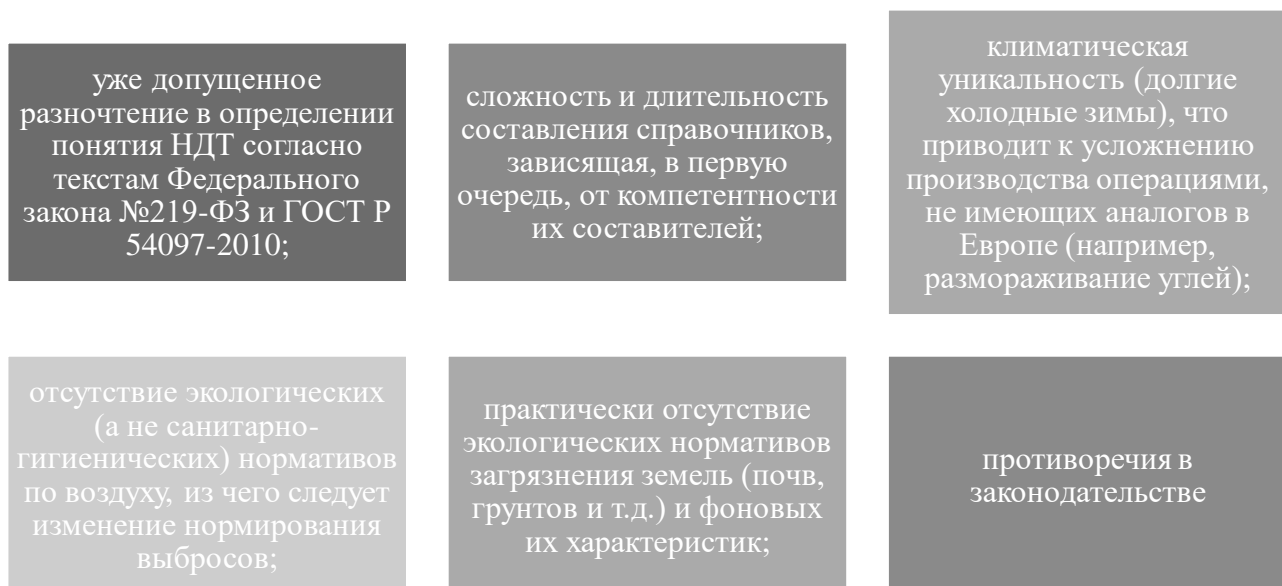 уже допущенное
разночтение в определении
понятия НДТ согласно
текстам Федерального
закона №219-ФЗ и ГОСТ Р
54097-2010;
сложность и длительность
составления справочников,
зависящая, в первую
очередь, от компетентности
их составителей;
климатическая
уникальность (долгие
холодные зимы), что
приводит к усложнению
производства операциями,
не имеющих аналогов в
Европе (например,
размораживание углей);
отсутствие экологических
(а не санитарно-
гигиенических) нормативов
по воздуху, из чего следует
изменение нормирования
выбросов;
практически отсутствие
экологических нормативов
загрязнения земель (почв,
грунтов и т.д.) и фоновых
их характеристик;
противоречия в
законодательстве